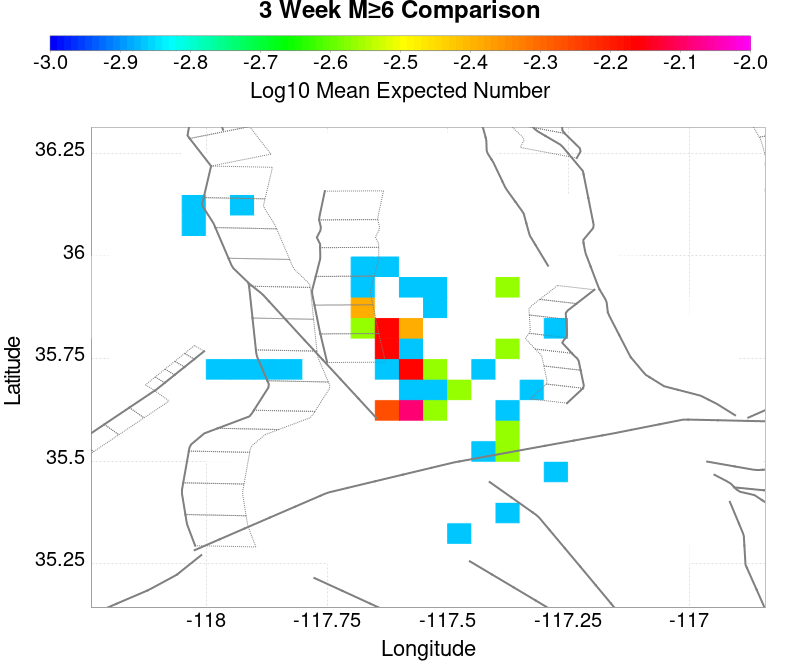 3 Week M≥6 Comparison
-3.0 -2.9 -2.8 -2.7 -2.6 -2.5 -2.4 -2.3 -2.2 -2.1 -2.0
Log10 Mean Expected Number
36.25
36
35.75
35.5
35.25
Latitude
-118 -117.75 -117.5 -117.25 -117
Longitude